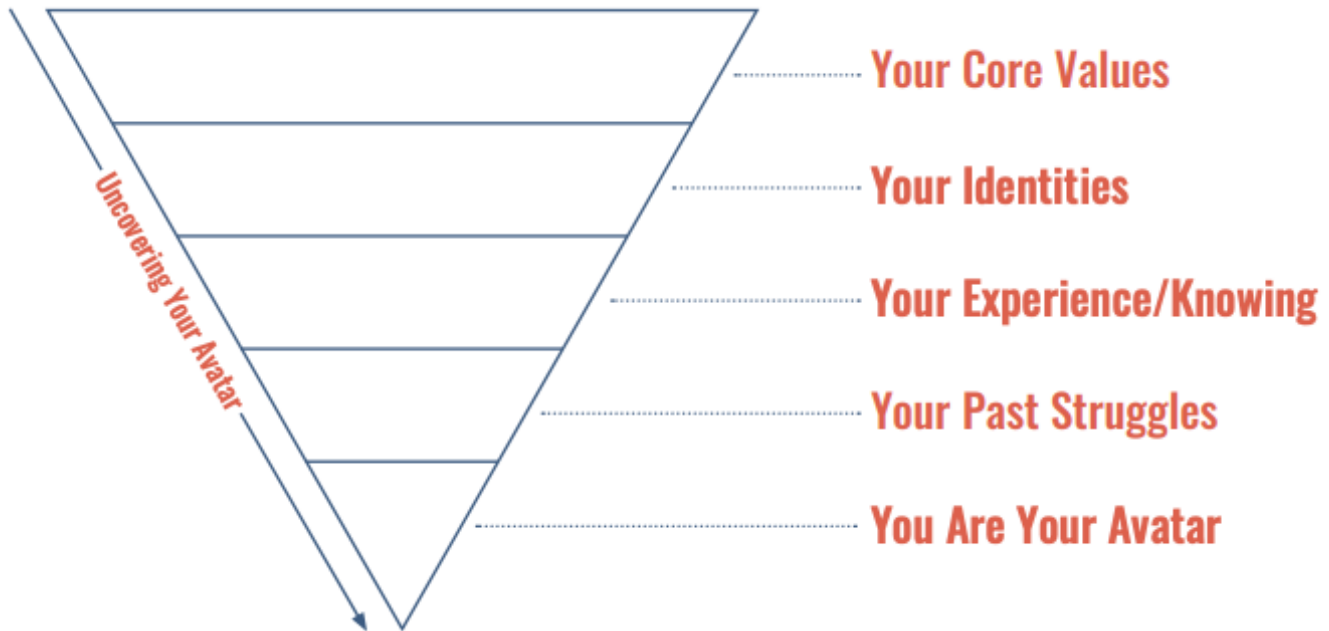 Your Core Values
Your Identities
Uncovering Your Avatar
Your Experience/Knowing
Your Past Struggles
You Are Your Avatar